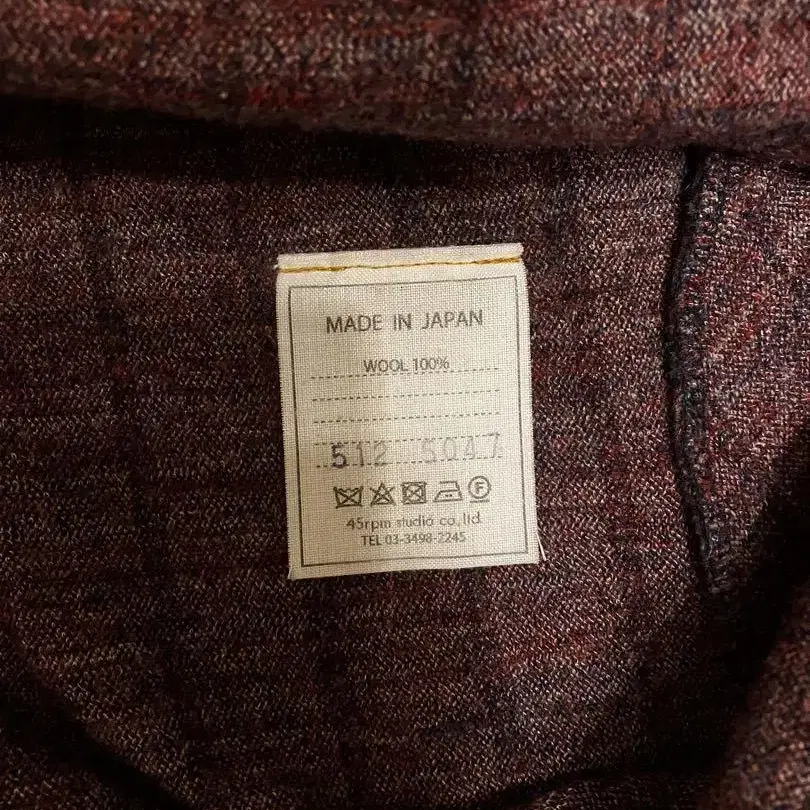 MADE IN JAPAN
WOOL 100%
512 5047
F
45rpm studio co.,ltd.
TEL 03-3498-2245